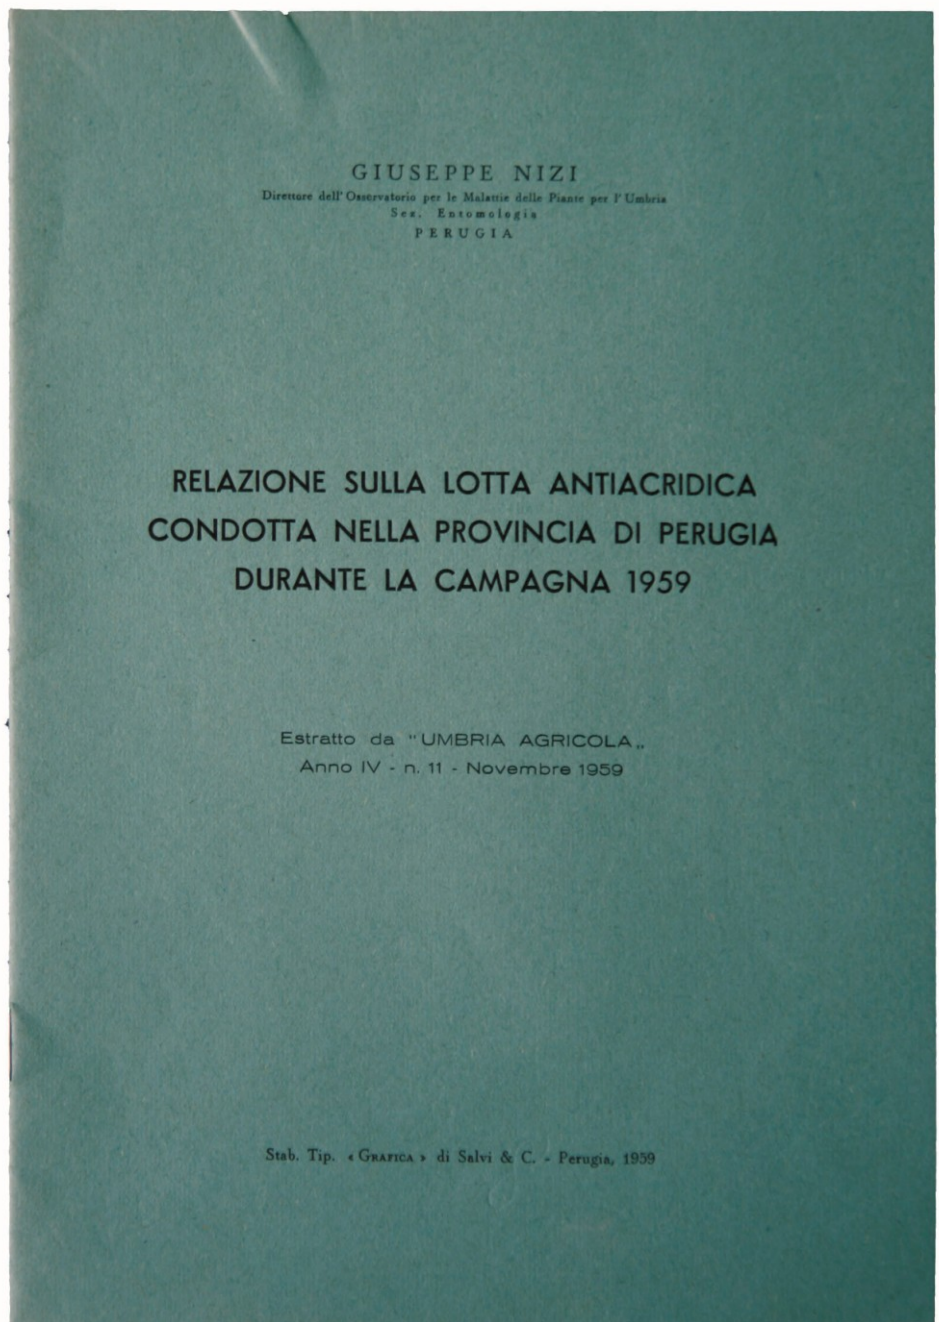 GIUSEPPE NIZI
Direttore dell'Osservatorio per le Malattie delle Piante per l'Umbria
Sez. Entomologia
PERUGIA
RELAZIONE SULLA LOTTA ANTIACRIDICA
CONDOTTA NELLA PROVINCIA DI PERUGIA
DURANTE LA CAMPAGNA 1959
Estratto da "UMBRIA AGRICOLA„
Anno IV - n. 11 - Novembre 1959
Stab. Tip. « GRAFICA » di Salvi & C. - Perugia, 1959